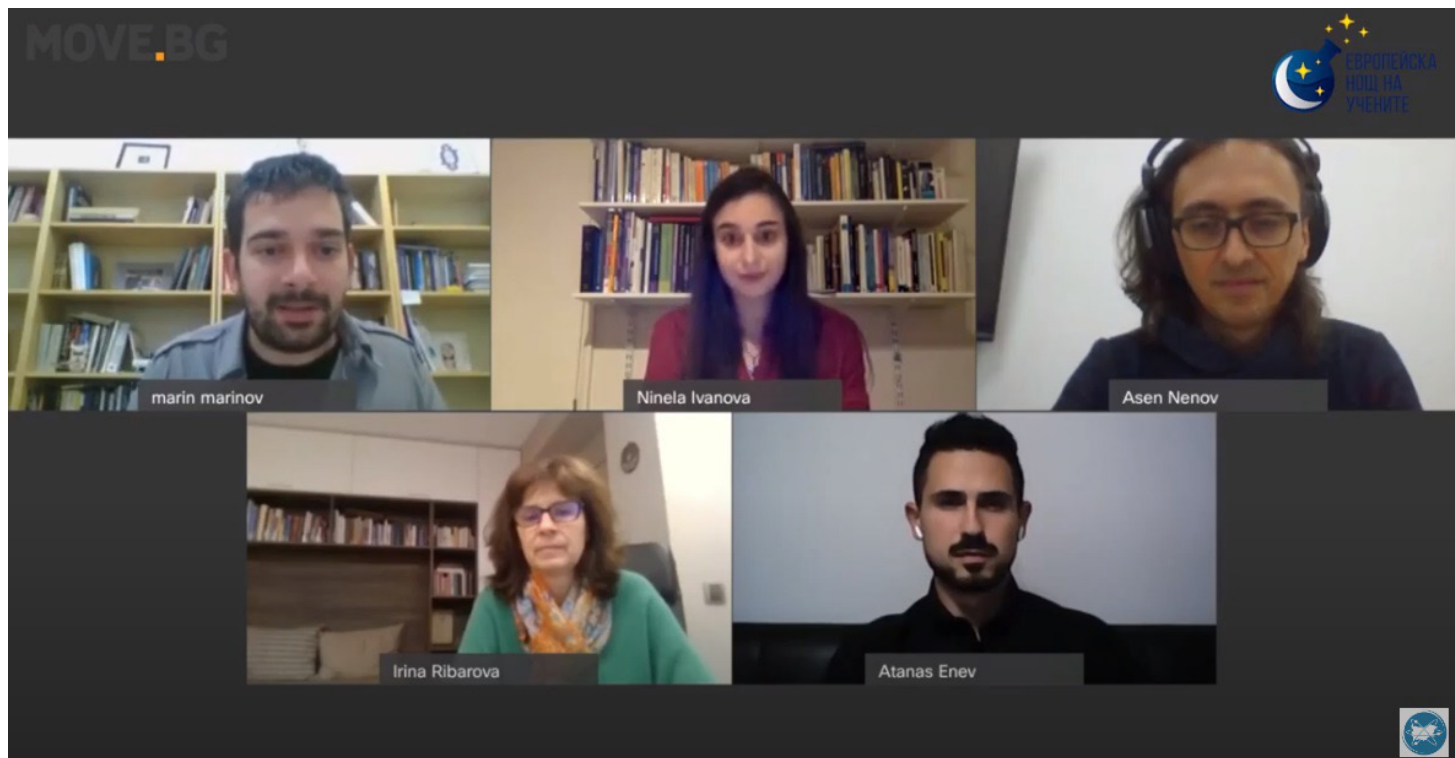 MOVE.BG
ЕВРОПЕЙСКА
НОЩ НА
УЧЕНИТЕ
marin marinov
Ninela Ivanova
Asen Nenov
Irina Ribarova
Atanas Enev